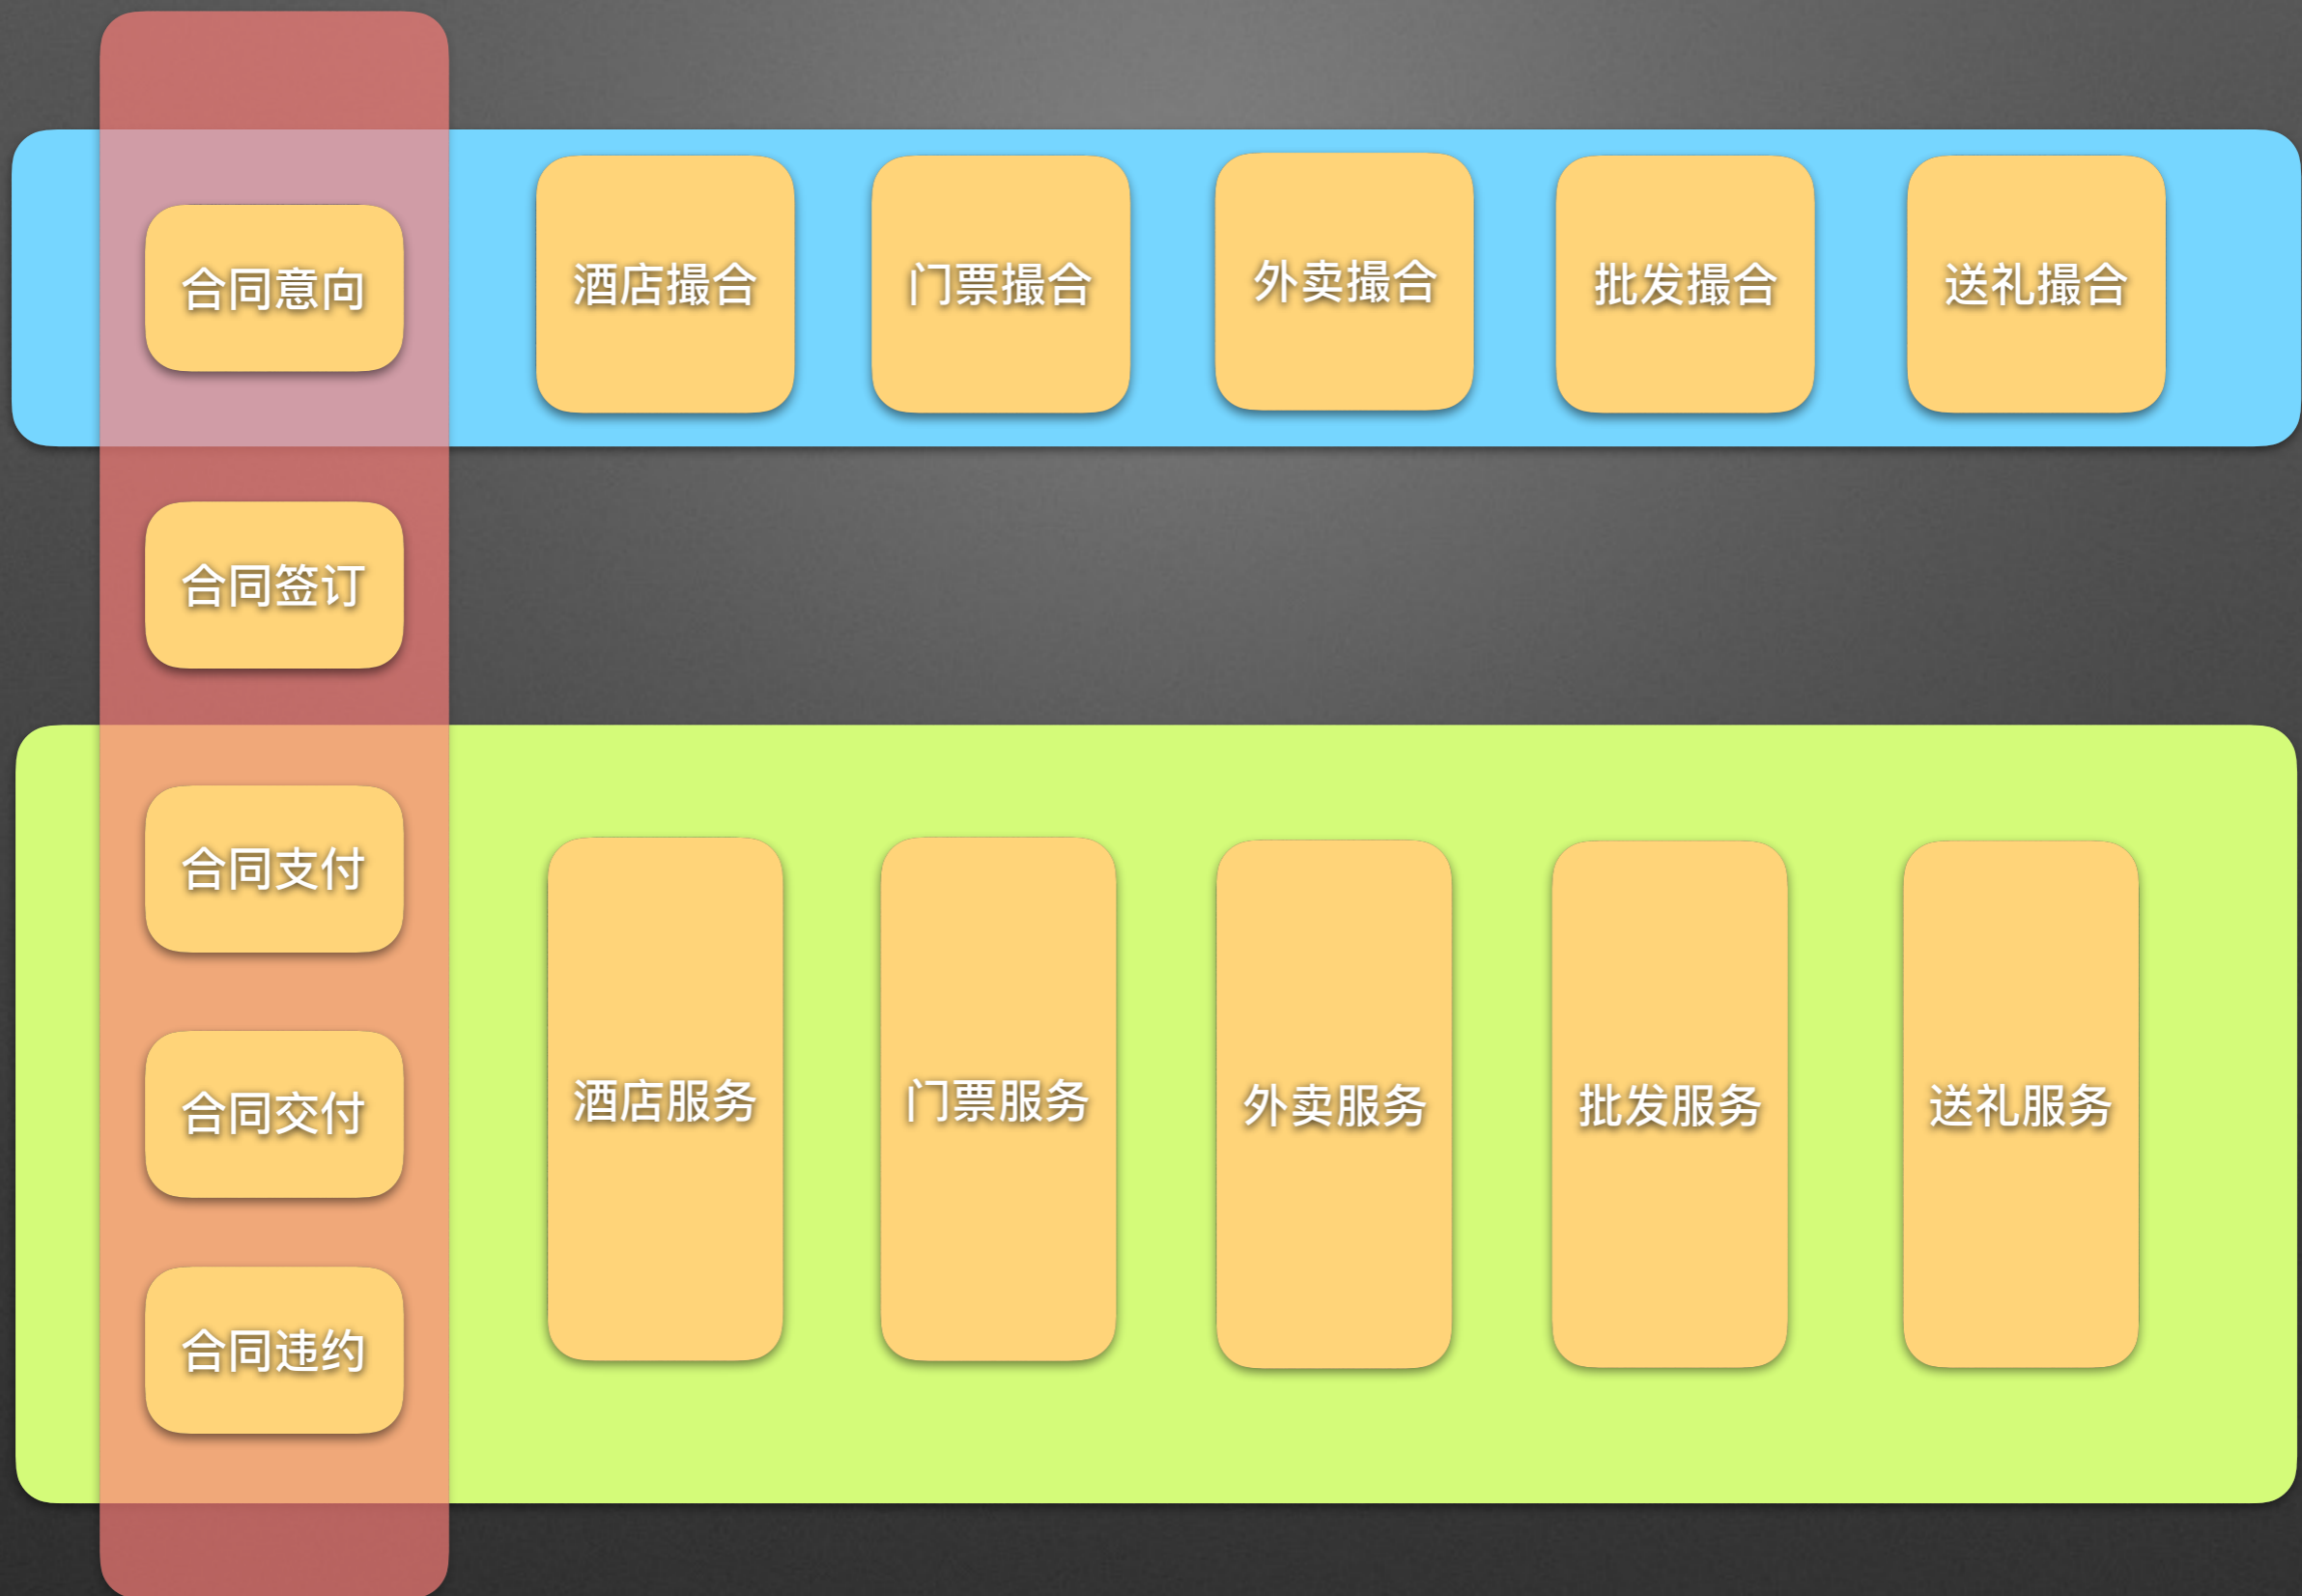 合同意向
酒店撮合
门票撮合
外卖撮合
批发撮合
送礼撮合
合同签订
合同支付
合同交付
合同违约
酒店服务
门票服务
外卖服务
批发服务
送礼服务